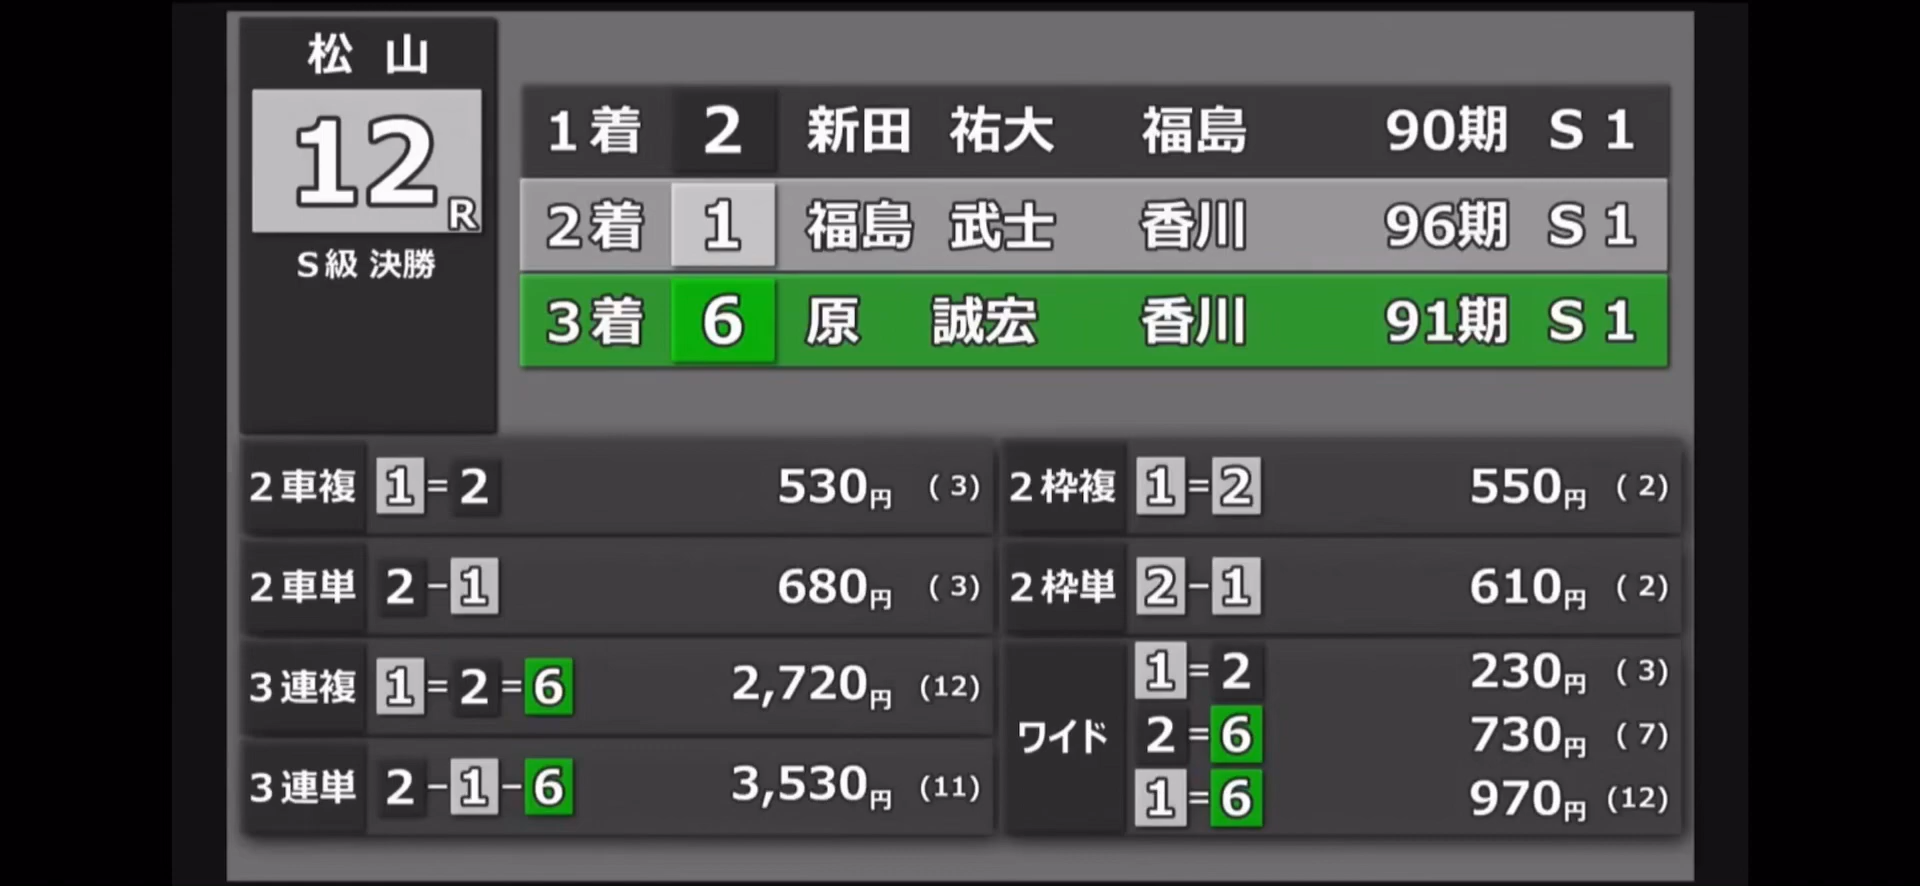 松 山
12R
S級 決勝
1着 2 新田 祐大 福島 90期 S1
2着 1 福島 武士 香川 96期 S1
3着 6 原 誠宏 香川 91期 S1
2車複 1=2 530円 (3)
2枠複 1=2 550円 (2)
2車単 2-1 680円 (3)
2枠単 2-1 610円 (2)
3連複 1=2=6 2,720円 (12)
3連単 2-1-6 3,530円 (11)
ワイド
1=2 230円 (3)
2=6 730円 (7)
1=6 970円 (12)